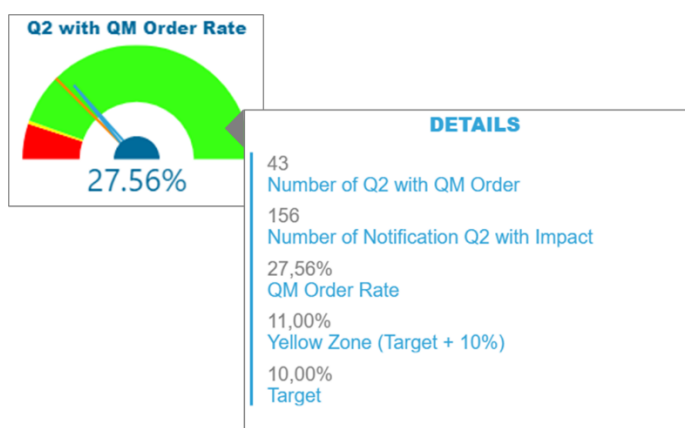 Q2 with QM Order Rate
27.56%
DETAILS
43
Number of Q2 with QM Order
156
Number of Notification Q2 with Impact
27,56%
QM Order Rate
11,00%
Yellow Zone (Target + 10%)
10,00%
Target